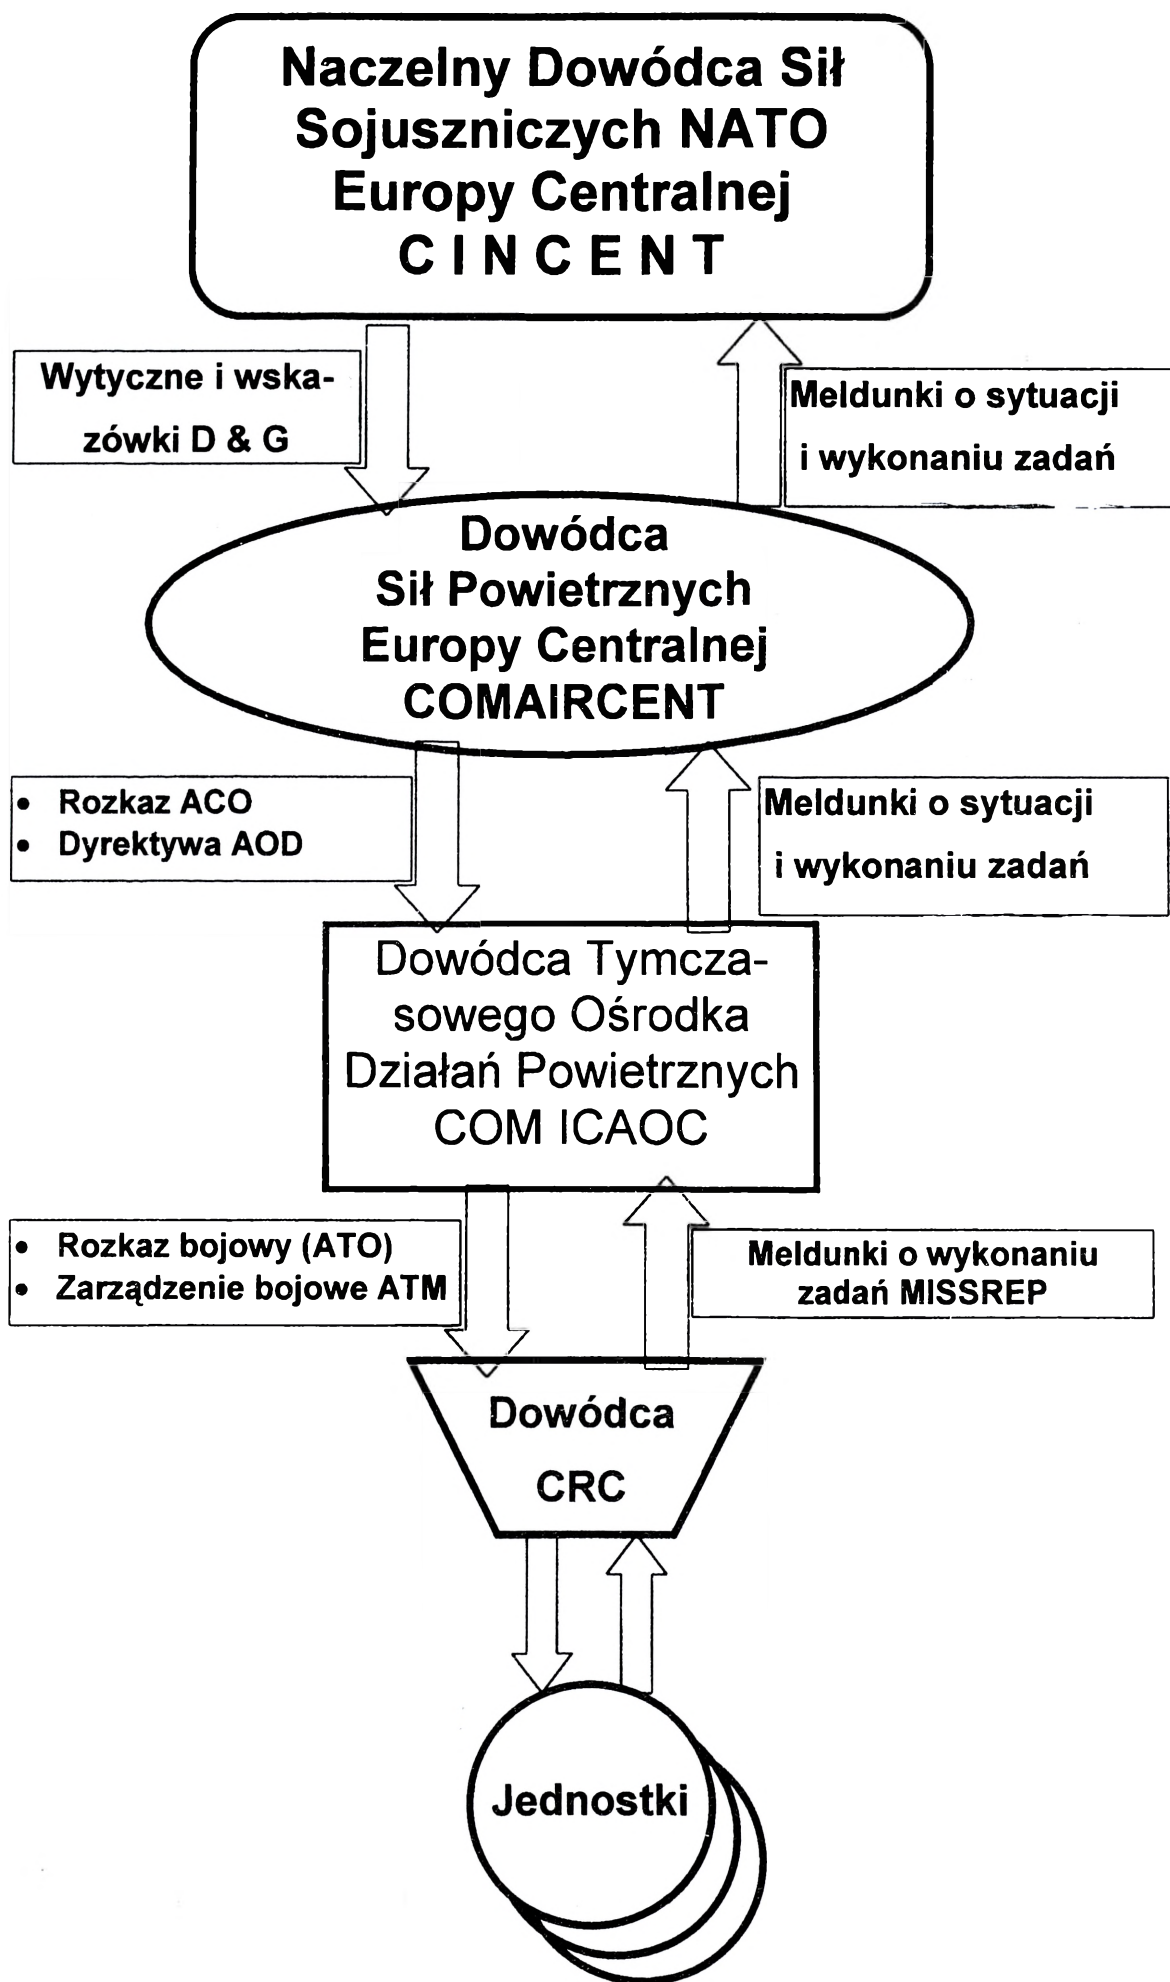 Naczelny Dowódca Sił
Sojuszniczych NATO
Europy Centralnej
C I N C E N T
Wytyczne i wska-
zówki D & G
Meldunki o sytuacji
i wykonaniu zadań
Dowódca
Sił Powietrznych
Europy Centralnej
COMAIRCENT
• Rozkaz ACO
• Dyrektywa AOD
Meldunki o sytuacji
i wykonaniu zadań
Dowódca Tymcza-
sowego Ośrodka
Działań Powietrznych
COM ICAOC
• Rozkaz bojowy (ATO)
• Zarządzenie bojowe ATM
Meldunki o wykonaniu
zadań MISSREP
Dowódca
CRC
Jednostki